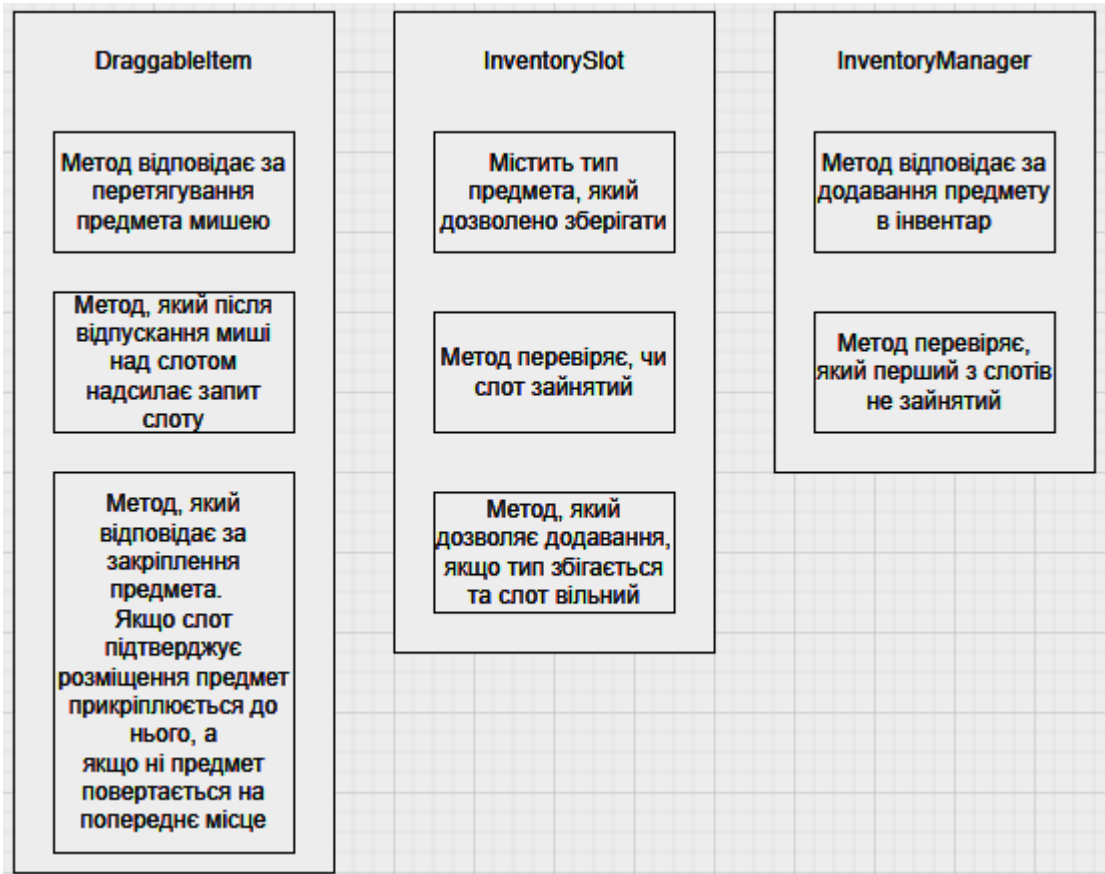 DraggableItem
Метод відповідає за
перетягування
предмета мишею
Метод, який після
відпускання миші
над слотом
надсилає запит
слоту
Метод, який
відповідає за
закріплення
предмета.
Якщо слот
підтверджує
розміщення предмет
прикріплюється до
нього, а
якщо ні предмет
повертається на
попереднє місце
InventorySlot
Містить тип
предмета, який
дозволено зберігати
Метод перевіряє, чи
слот зайнятий
Метод, який
дозволяє додавання,
якщо тип збігається
та слот вільний
InventoryManager
Метод відповідає за
додавання предмету
в інвентар
Метод перевіряє,
який перший з слотів
не зайнятий